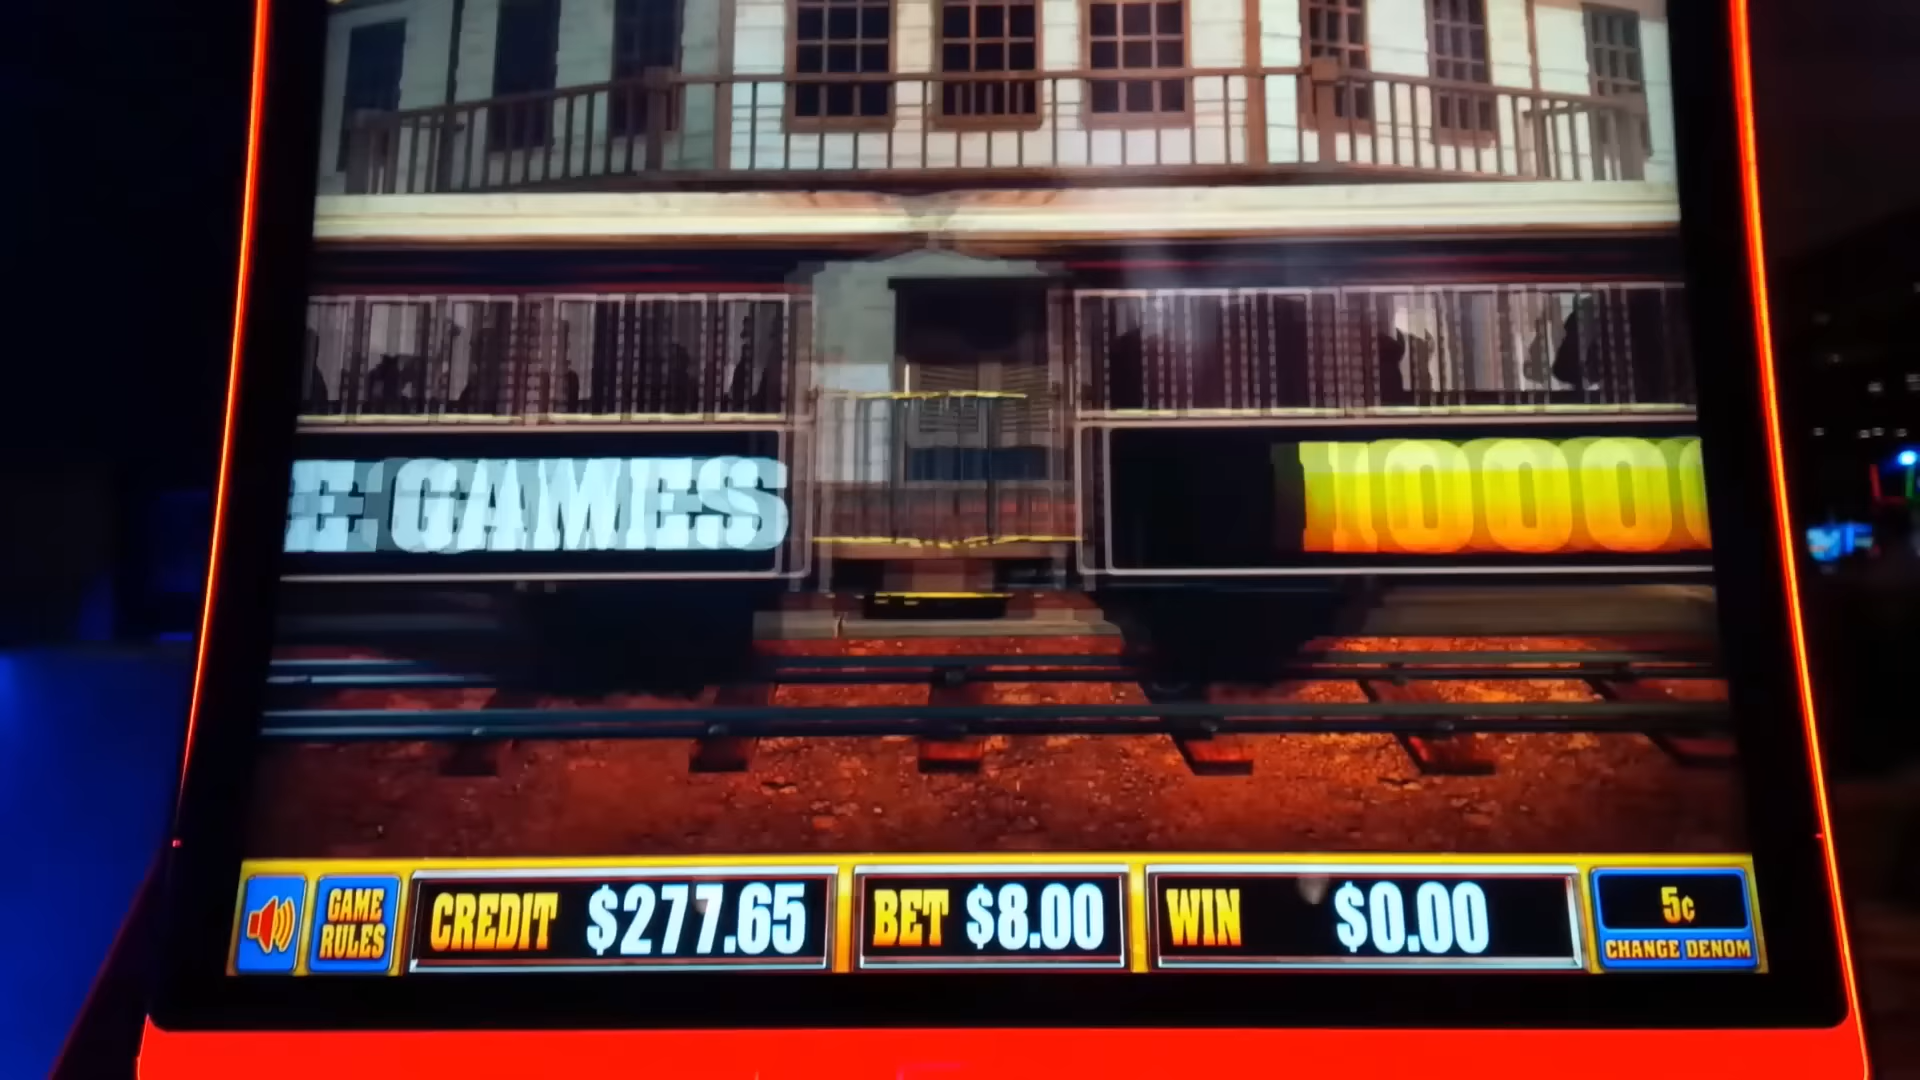 E GAMES
GAME RULES
CREDIT $277.65
BET $8.00
WIN $0.00
5¢
CHANGE DENOM